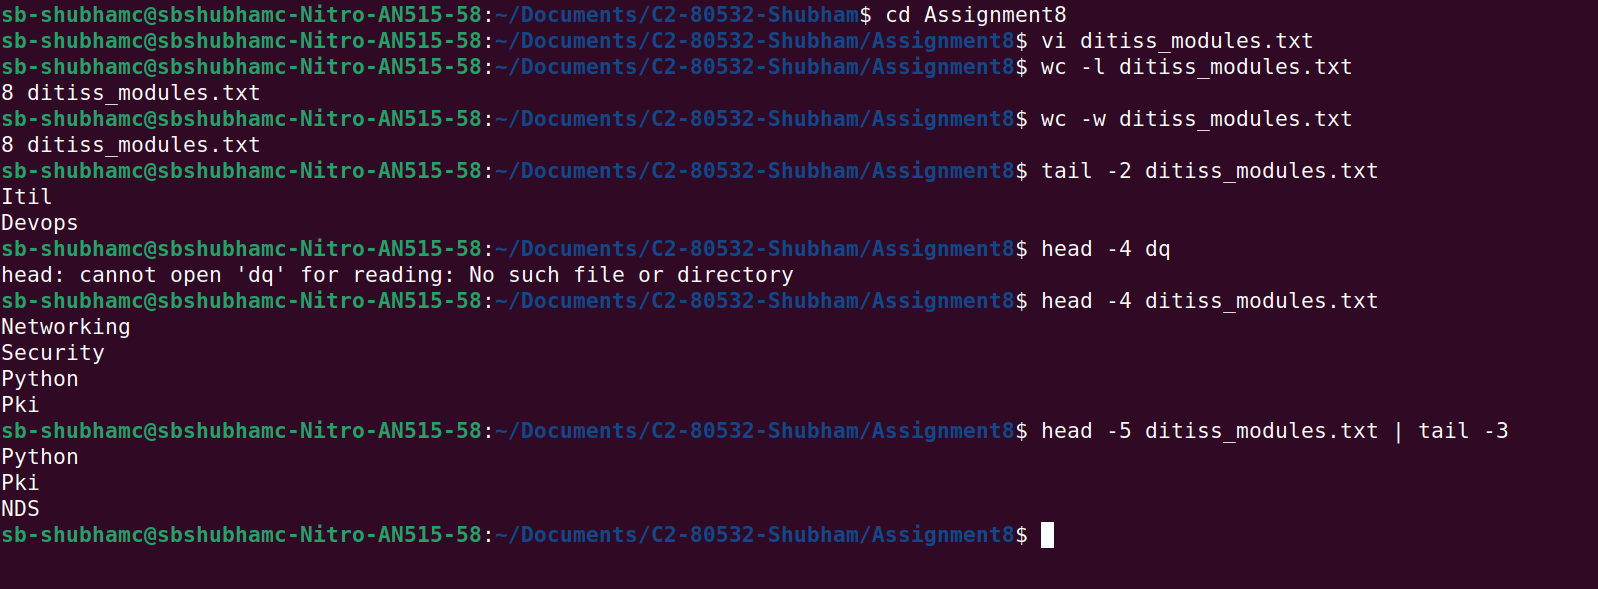 sb-shubhamc@sbshubhamc-Nitro-AN515-58:~/Documents/C2-80532-Shubham$ cd Assignment8
sb-shubhamc@sbshubhamc-Nitro-AN515-58:~/Documents/C2-80532-Shubham/Assignment8$ vi ditiss_modules.txt
sb-shubhamc@sbshubhamc-Nitro-AN515-58:~/Documents/C2-80532-Shubham/Assignment8$ wc -l ditiss_modules.txt
8 ditiss_modules.txt
sb-shubhamc@sbshubhamc-Nitro-AN515-58:~/Documents/C2-80532-Shubham/Assignment8$ wc -w ditiss_modules.txt
8 ditiss_modules.txt
sb-shubhamc@sbshubhamc-Nitro-AN515-58:~/Documents/C2-80532-Shubham/Assignment8$ tail -2 ditiss_modules.txt
Itil
Devops
sb-shubhamc@sbshubhamc-Nitro-AN515-58:~/Documents/C2-80532-Shubham/Assignment8$ head -4 dq
head: cannot open 'dq' for reading: No such file or directory
sb-shubhamc@sbshubhamc-Nitro-AN515-58:~/Documents/C2-80532-Shubham/Assignment8$ head -4 ditiss_modules.txt
Networking
Security
Python
Pki
sb-shubhamc@sbshubhamc-Nitro-AN515-58:~/Documents/C2-80532-Shubham/Assignment8$ head -5 ditiss_modules.txt | tail -3
Python
Pki
NDS
sb-shubhamc@sbshubhamc-Nitro-AN515-58:~/Documents/C2-80532-Shubham/Assignment8$